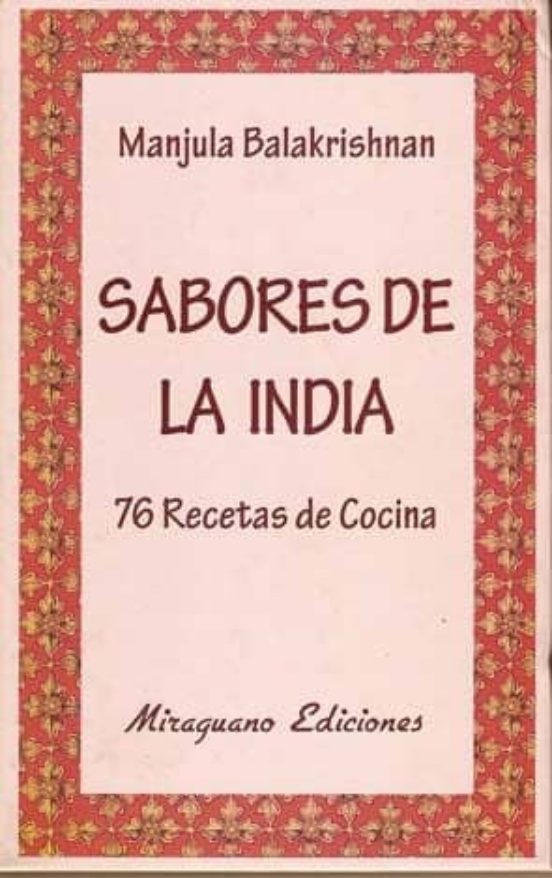 Manjula Balakrishnan
SABORES DE
LA INDIA
76 Recetas de Cocina
Miraguano Ediciones